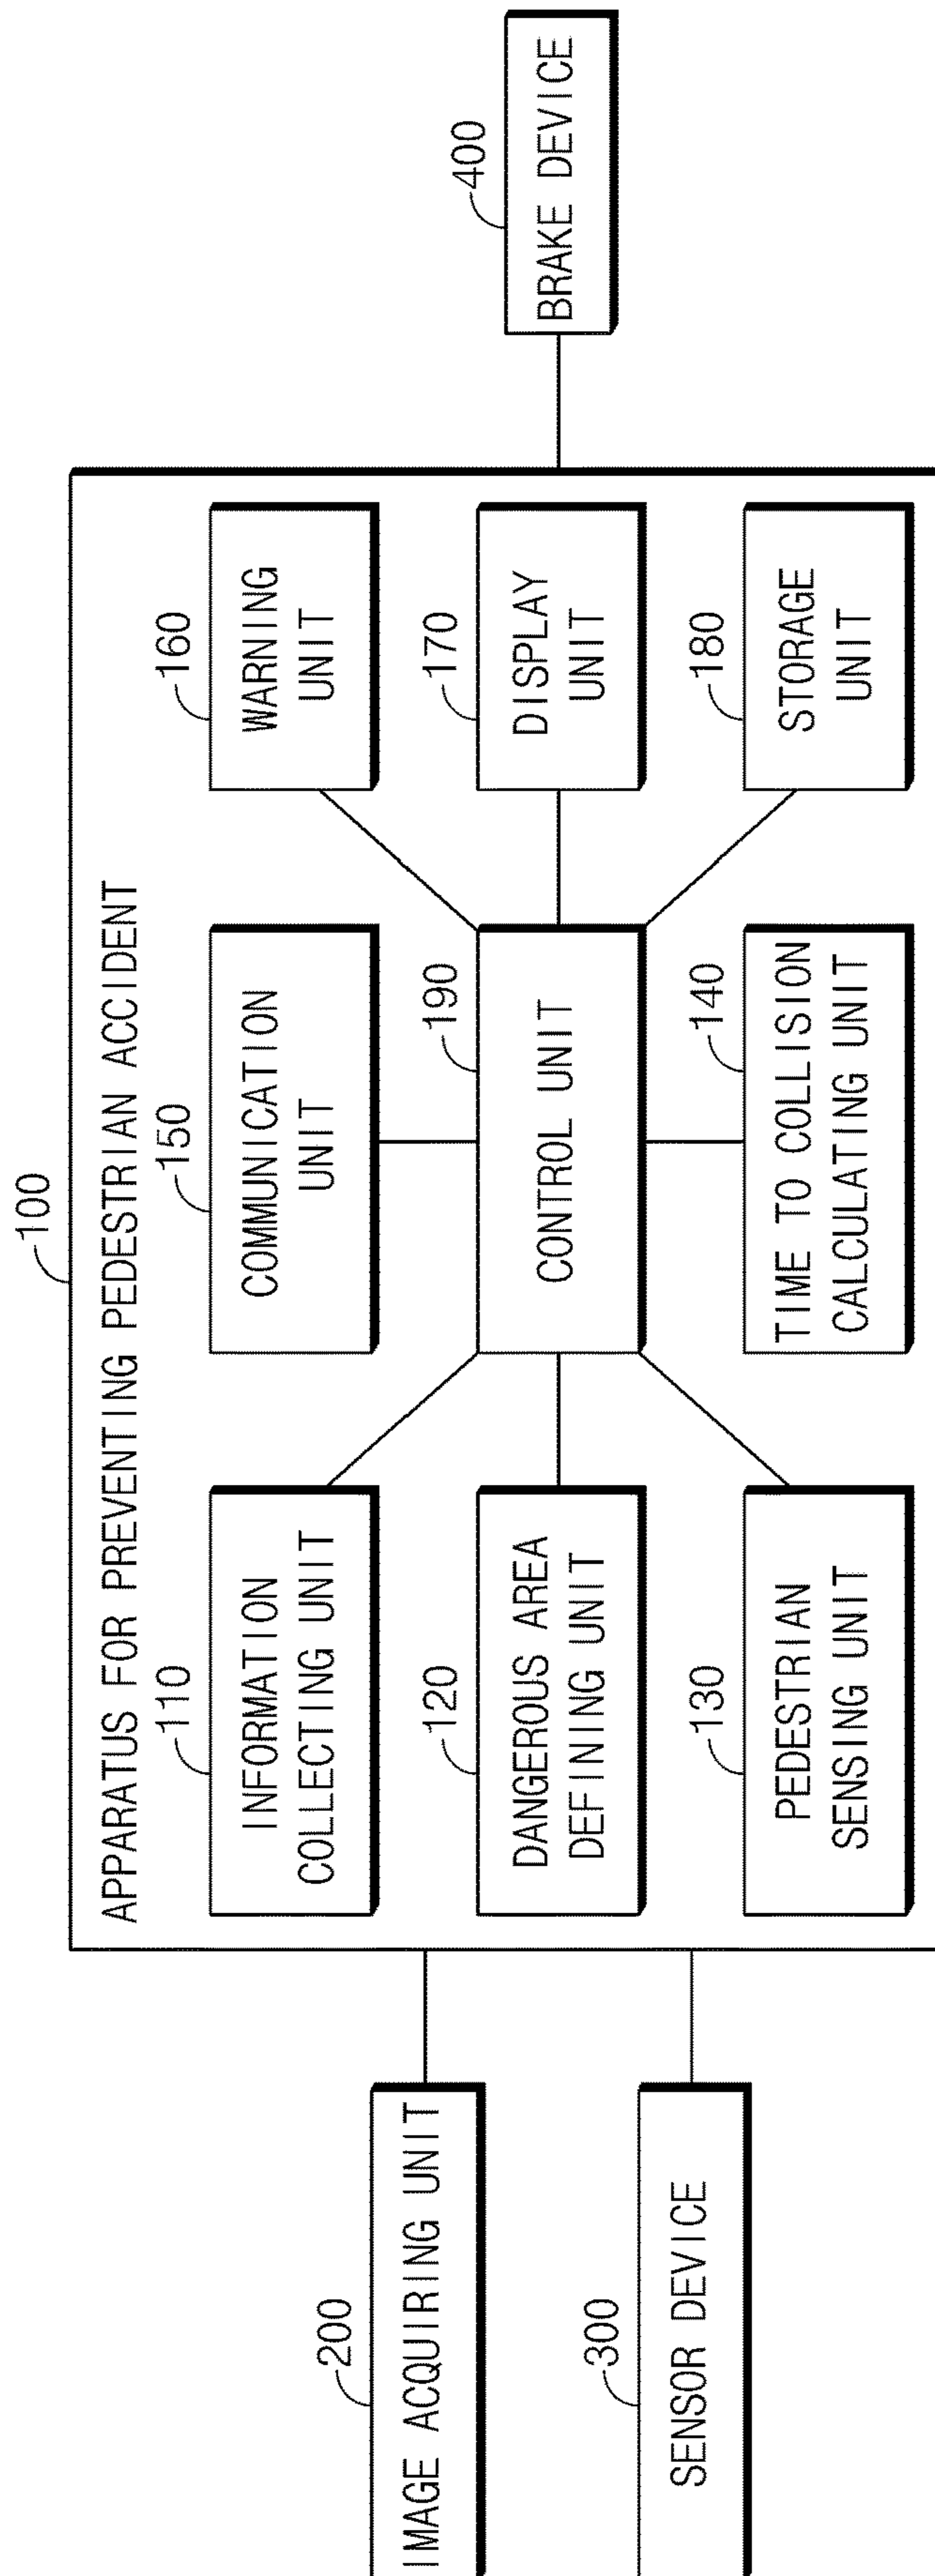 100
APPARATUS FOR PREVENTING PEDESTRIAN ACCIDENT
200
IMAGE ACQUIRING UNIT
300
SENSOR DEVICE
110
INFORMATION
COLLECTING UNIT
150
COMMUNICATION
UNIT
160
WARNING
UNIT
120
DANGEROUS AREA
DEFINING UNIT
190
CONTROL UNIT
170
DISPLAY
UNIT
130
PEDESTRIAN
SENSING UNIT
140
TIME TO COLLISION
CALCULATING UNIT
180
STORAGE
UNIT
400
BRAKE DEVICE